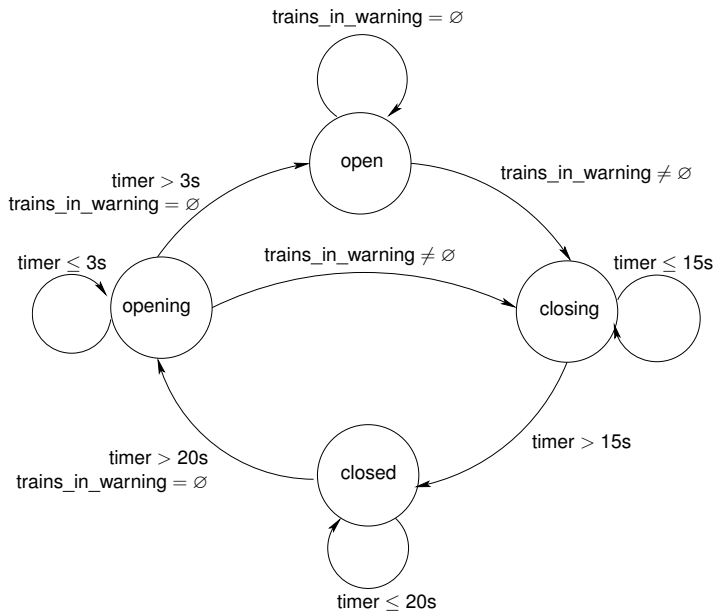 trains_in_warning = ∅
open
timer > 3s
trains_in_warning = ∅
trains_in_warning ≠ ∅
trains_in_warning ≠ ∅
timer ≤ 3s
timer ≤ 15s
opening
closing
timer > 15s
timer > 20s
trains_in_warning = ∅
closed
timer ≤ 20s